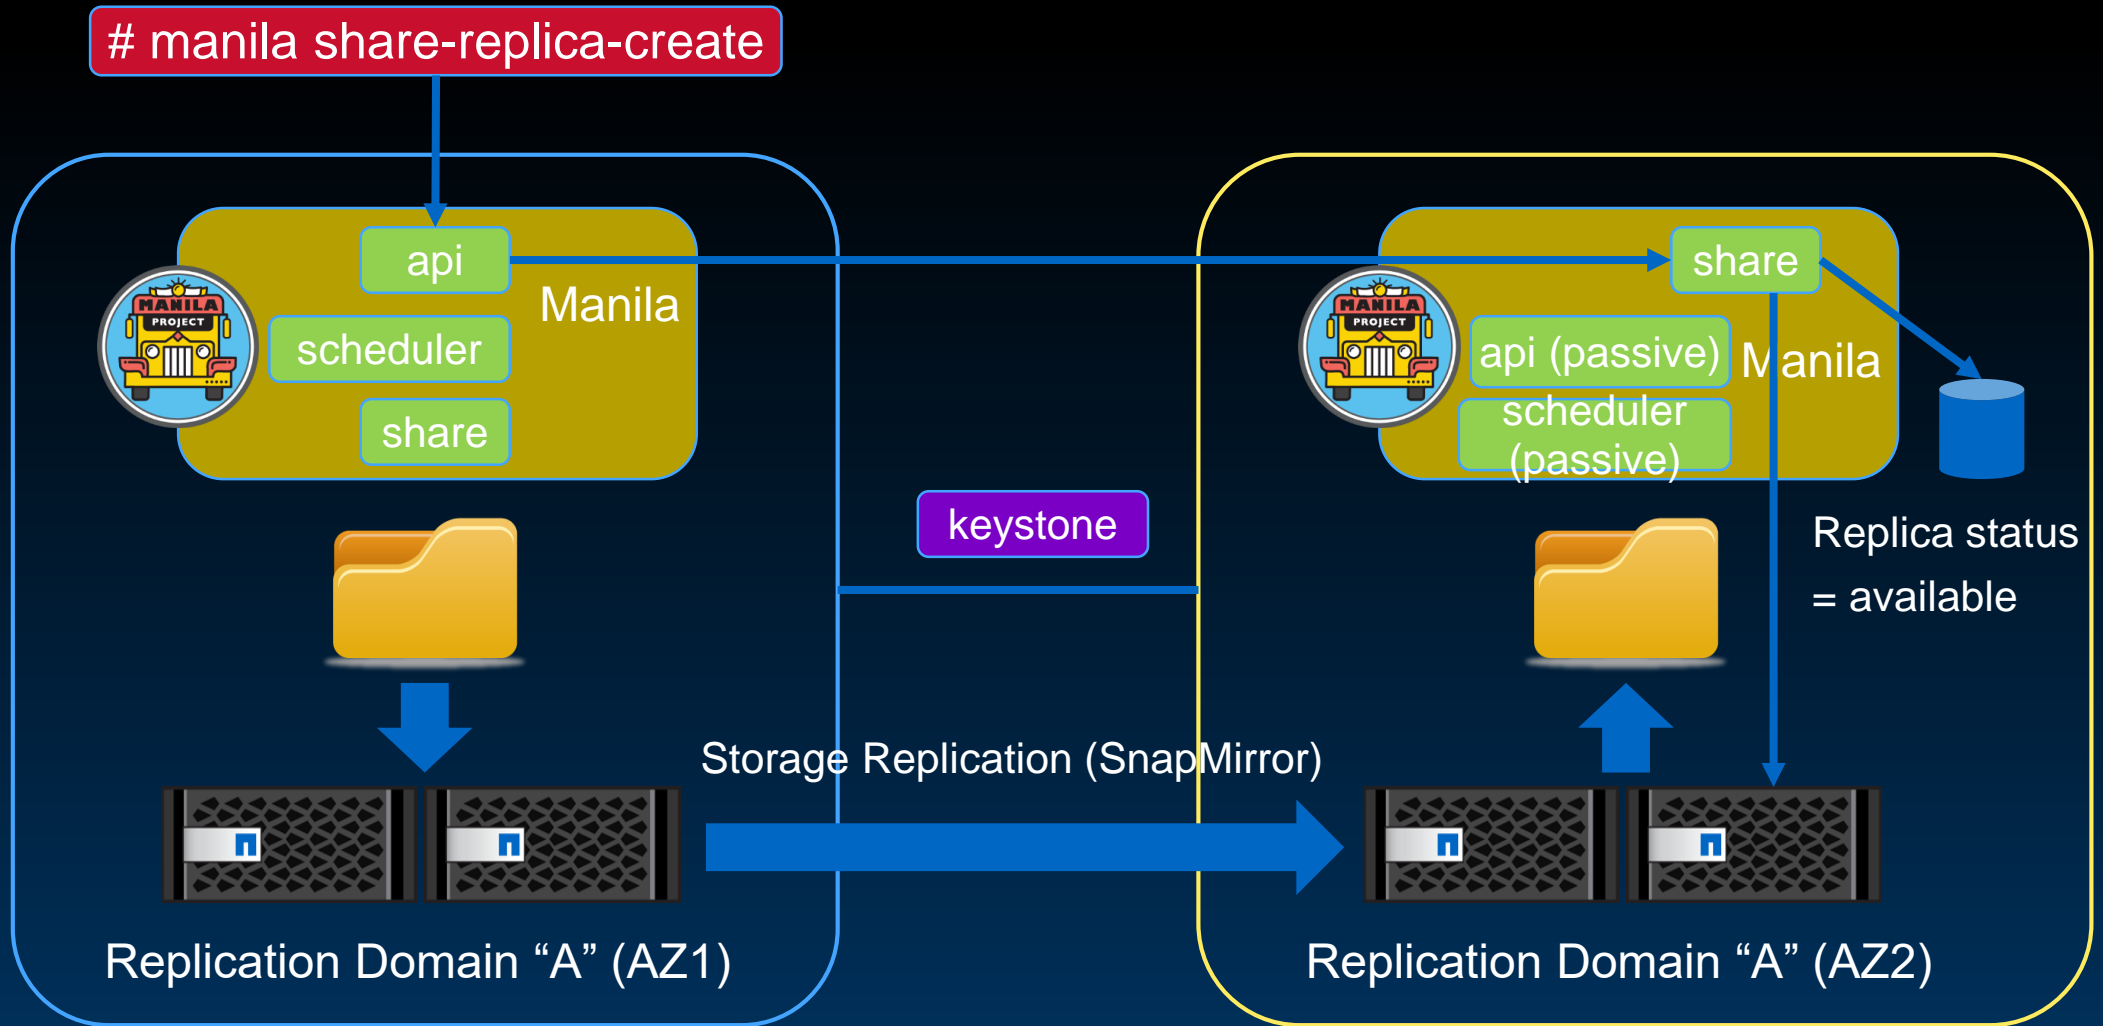 # manila share-replica-create
api
Manila
MANILA
PROJECT
scheduler
share
share
MANILA
PROJECT
api (passive)
Manila
scheduler
(passive)
keystone
Replica status
= available
Storage Replication (SnapMirror)
Replication Domain “A” (AZ1)
Replication Domain “A” (AZ2)